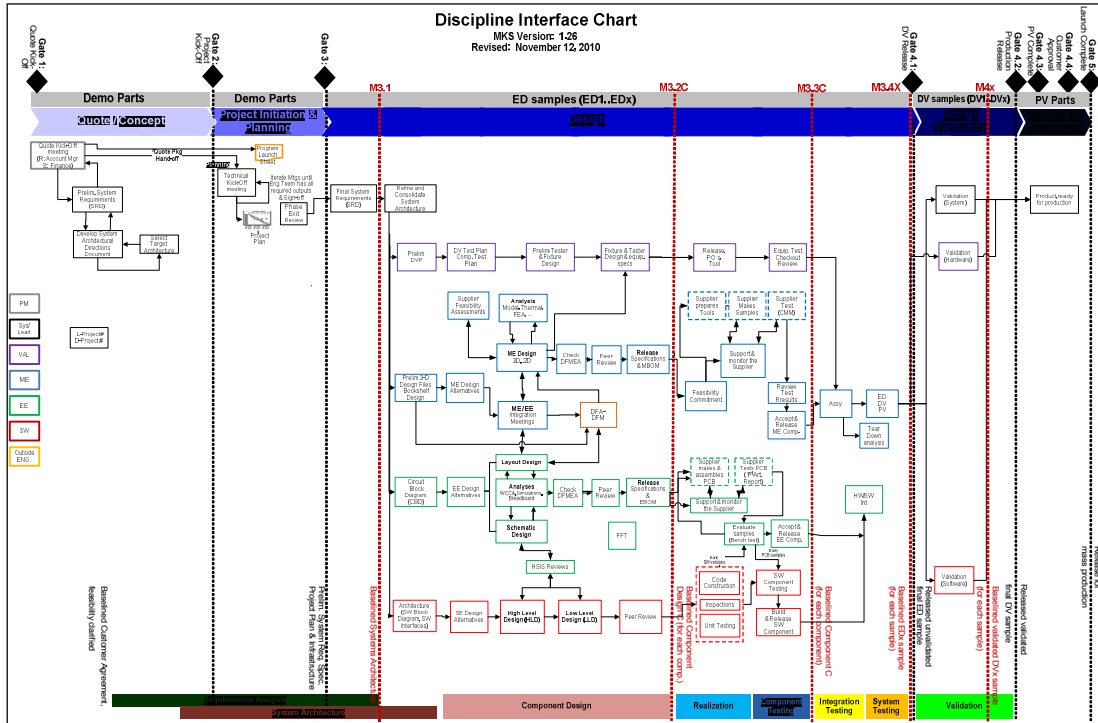 Discipline Interface Chart
MKS Version: 1-26
Revised: November 12, 2010
Gate 1:
Quote Kick-
Off
Gate 2:
Project
Kick-Off
Gate 3:
Gate 4.1:
DV Release
Gate 4.2:
Production
Release
Gate 4.3:
PV Complete
Gate 4.4:
Customer
Approval
Gate 5:
Launch Complete
M3.1
M3.2C
M3.3C
M3.4X
M4x
Demo Parts
Demo Parts
ED samples (ED1..EDx)
DV samples (DV1-DVx)
PV Parts
Quote / Concept
Project Initiation &
Planning
Design
Quote Kick-Off
meeting
(R: Account Mgr
S: Finance)
Quote Pkg
Hand-off
Program
Launch
Sheet
Technical
Kick-Off
meeting
Iterate Mtgs until
Eng Team has all
required outputs
& Sign-off
Project
Plan
Phase
Exit
Review
Final System
Requirements
(SRD)
Refine and
Consolidate
System
Architecture
Prelim. System
Requirements
(SRD)
Develop System
Architectural
Directions
Document
Select
Target
Architecture
Validation
(System)
Product, ready
for production
Prelim
DVP
DV Test Plan
Comp. Test
Plan
Prelim-Tester
& Fixture
Design
Fixture & Tester
Design & equip.
specs
Release,
PO & Tool
Equip. Test
Checkout
Review
Validation
(Hardware)
PM
Sys/
Lead
VAL
ME
EE
SW
Outside
ENG.
L-Project#
D-Project#
Supplier
Feasibility
Assessments
Analysis
Model, Thermal,
FEA, ...
Supplier
prepares
Tools
Supplier
Makes
Samples
Supplier
Test
(CMM)
ME Design
3D, 2D
Check
DFMEA
Peer
Review
Release
Specifications
& MBOM
Support &
monitor the
Supplier
Prelim 3-D
Design Files
Bookshelf
Design
ME Design
Alternatives
Feasibility
Commitment
Review
Test
Rresults
Assy
ED
DV
PV
ME/EE
Integration
Meetings
DFA-
DFM
Accept &
Release
ME Comp.
Tear
Down
analysis
Layout Design
Supplier
makes &
assembles
PCB
Supplier
Tests PCB
(1st Art.
Report)
Circuit
Block
Diagram
(CBD)
EE Design
Alternatives
Analyses
WCCA, Simulations,
Breadboard
Check
DFMEA
Peer
Review
Release
Specifications
&
EBOM
Support & monitor
the Supplier
HW/SW
Int
Schematic
Design
FFT
Evaluate
samples
(Bench test)
Accept &
Release
EE Comp.
HSIS Reviews
Early
SW versions
Early
PCB samples
Code
Construction
Inspections
Unit Testing
SW
Component
Testing
Build
& Release
SW
Component
Validation
(Software)
Architecture
(SW Block
Diagram, SW
Interfaces)
SE Design
Alternatives
High Level
Design (HLD)
Low Level
Design (LLD)
Peer Review
Baselined Customer Agreement,
feasibility clarified
Prelim. System Req. Spec.
Project Plan & Infrastructure
Baselined Systems Architecture
Baselined Component
Design C (for each comp.)
Baselined Component C
(for each component)
Baselined EDx sample
(for each sample)
Released unvalidated
final ED sample
Baselined validated DVx sample
(for each sample)
Released validated
final DV sample
Release for
mass production
Requirements Analysis
System Architecture
Component Design
Realization
Component
Testing
Integration
Testing
System
Testing
Validation